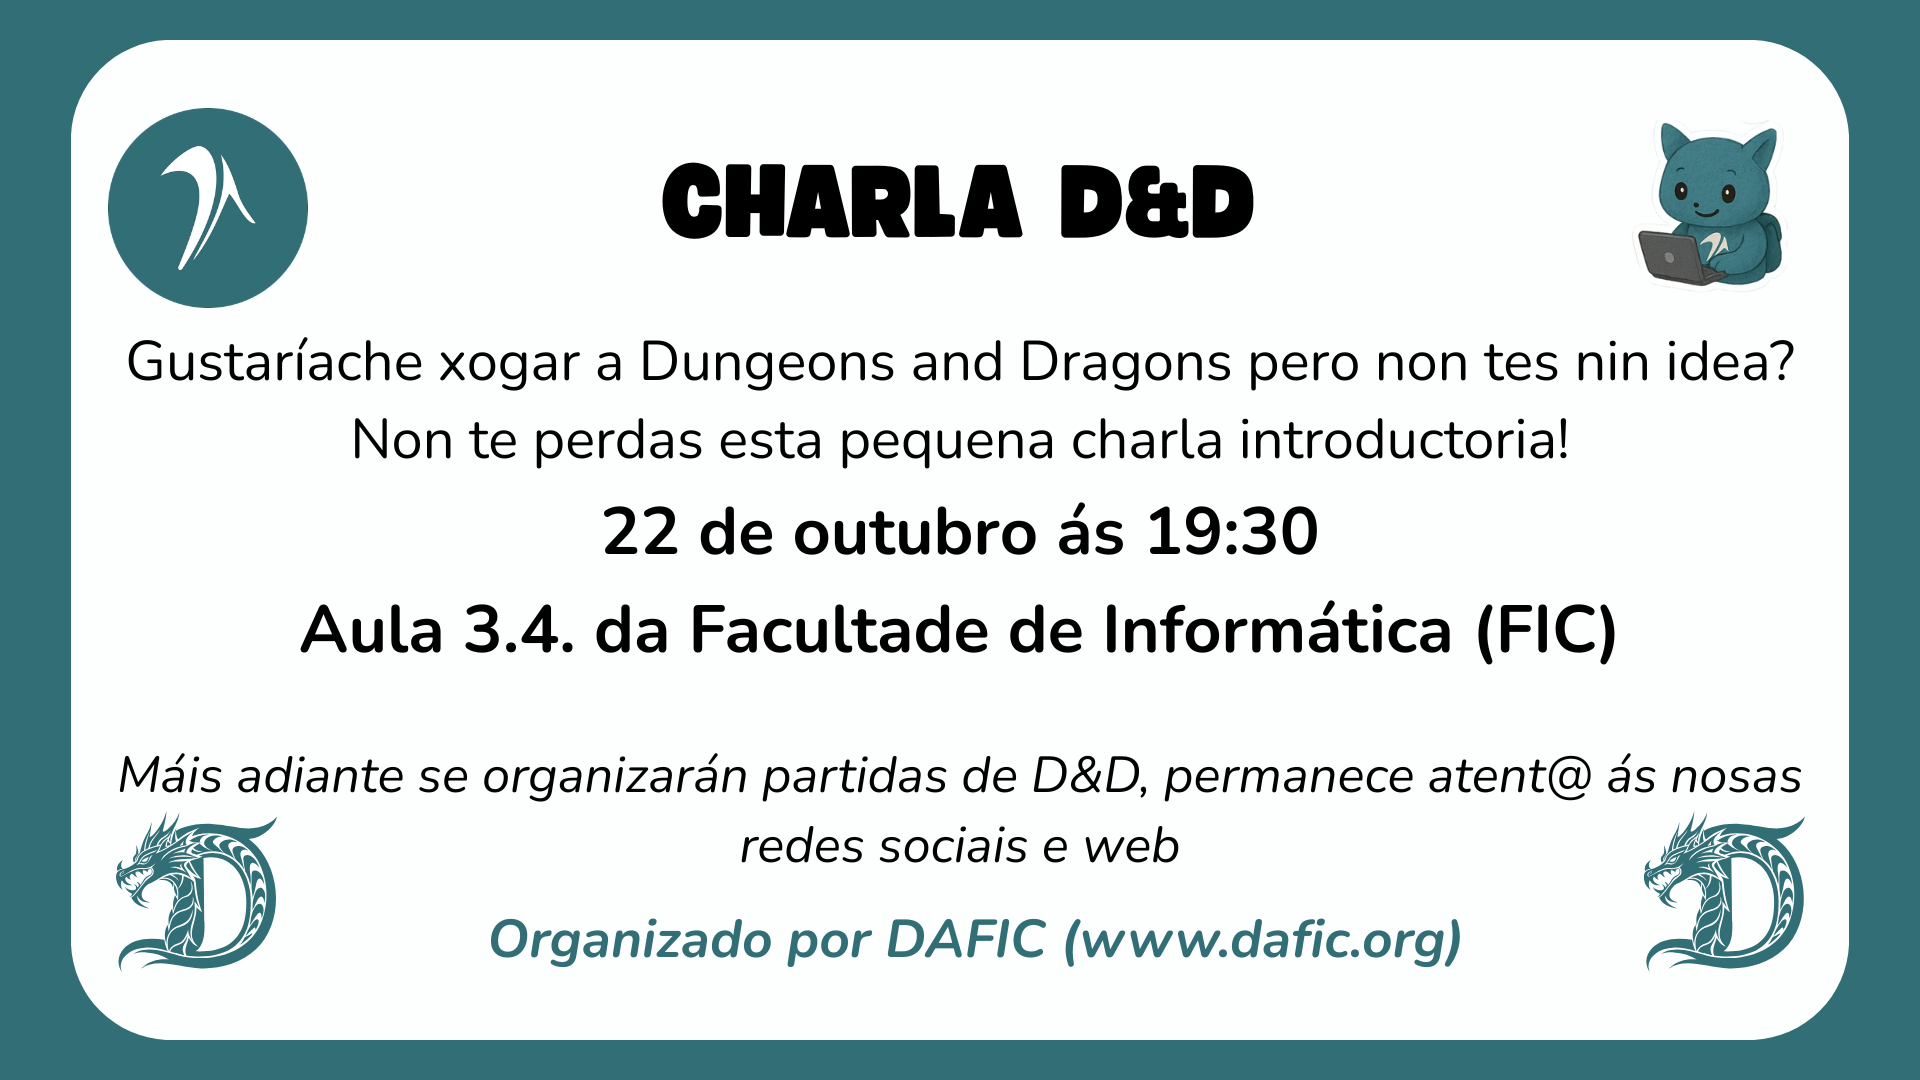 CHARLA D&D
Gustaríache xogar a Dungeons and Dragons pero non tes nin idea?
Non te perdas esta pequena charla introductoria!
22 de outubro ás 19:30
Aula 3.4. da Facultade de Informática (FIC)
Máis adiante se organizarán partidas de D&D, permanece atent@ ás nosas
redes sociais e web
Organizado por DAFIC (www.dafic.org)